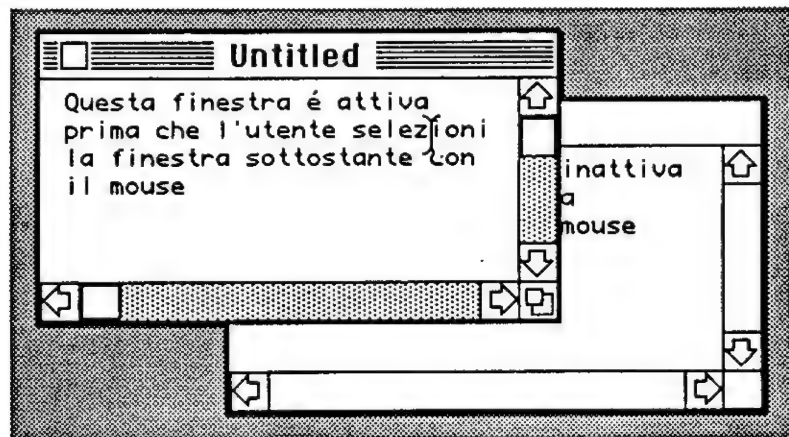 Untitled
Questa finestra é attiva
prima che l'utente selezioni
la finestra sottostante con
il mouse
inattiva
a
mouse